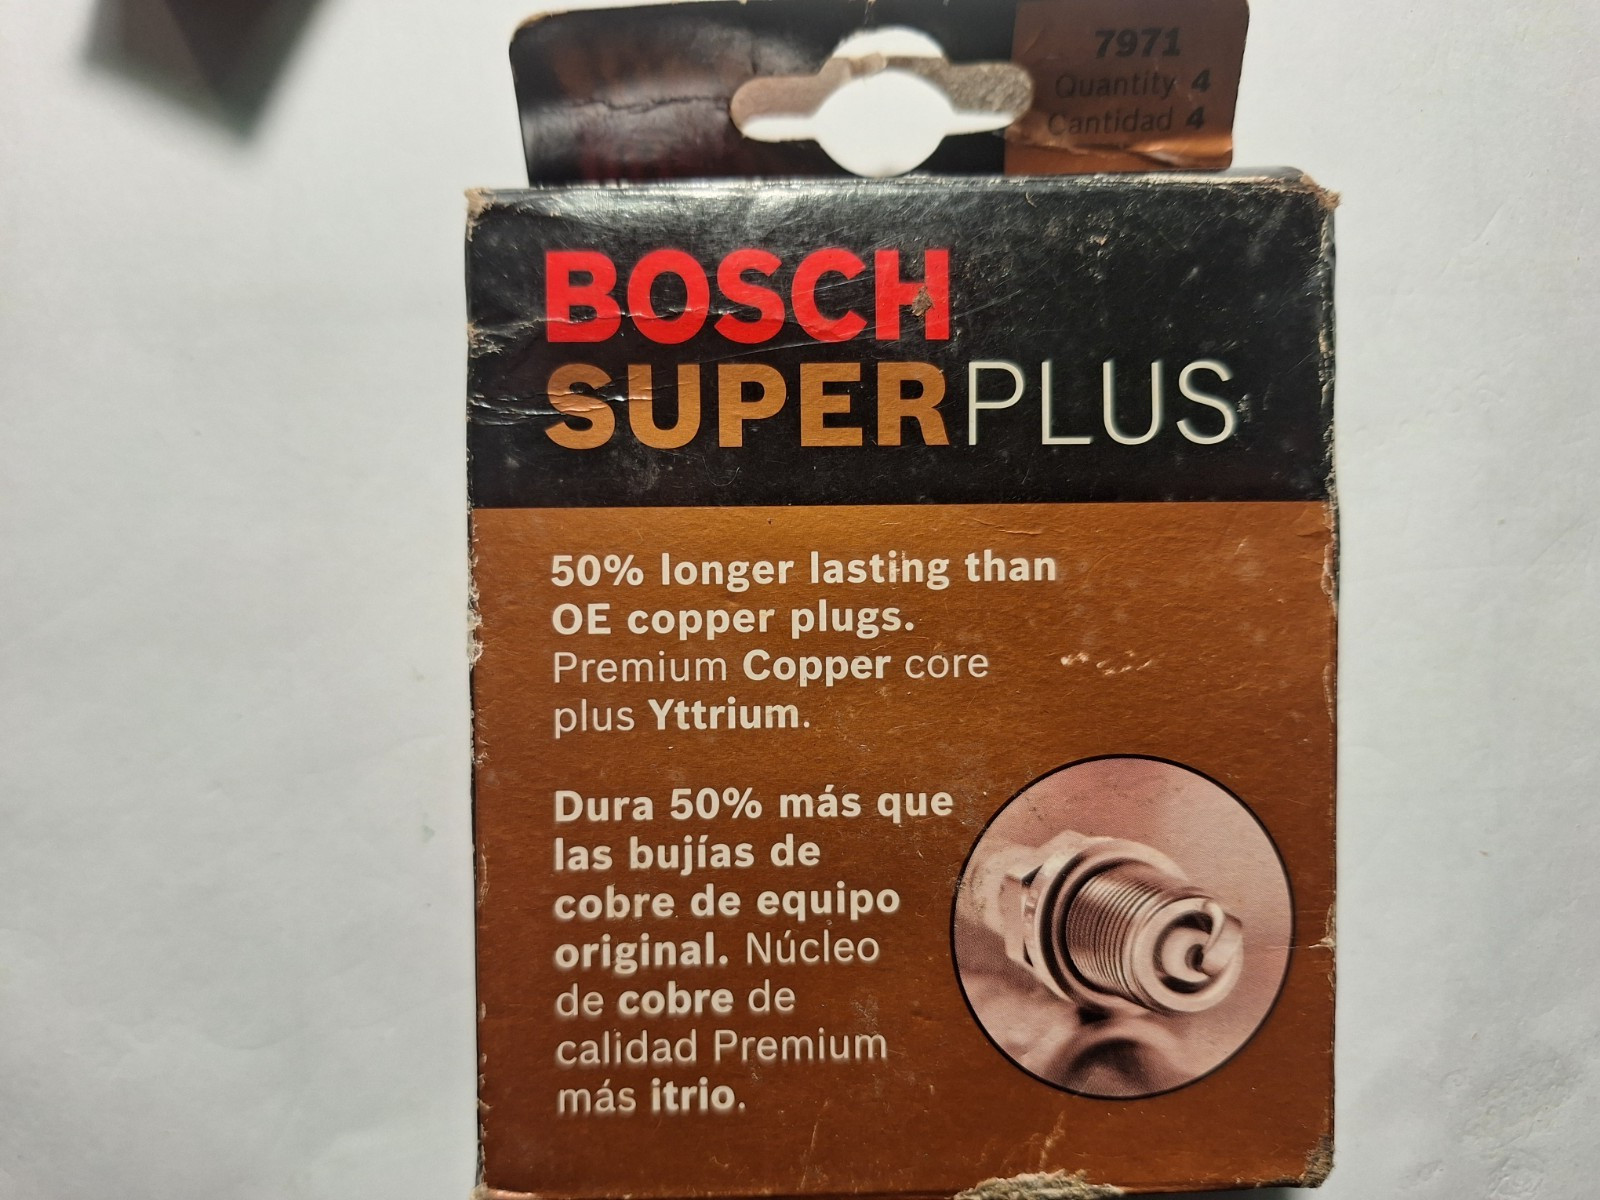 7971
Quantity 4
Cantidad 4
BOSCH
SUPERPLUS
50% longer lasting than
OE copper plugs.
Premium Copper core
plus Yttrium.
Dura 50% más que
las bujías de
cobre de equipo
original. Núcleo
de cobre de
calidad Premium
más itrio.